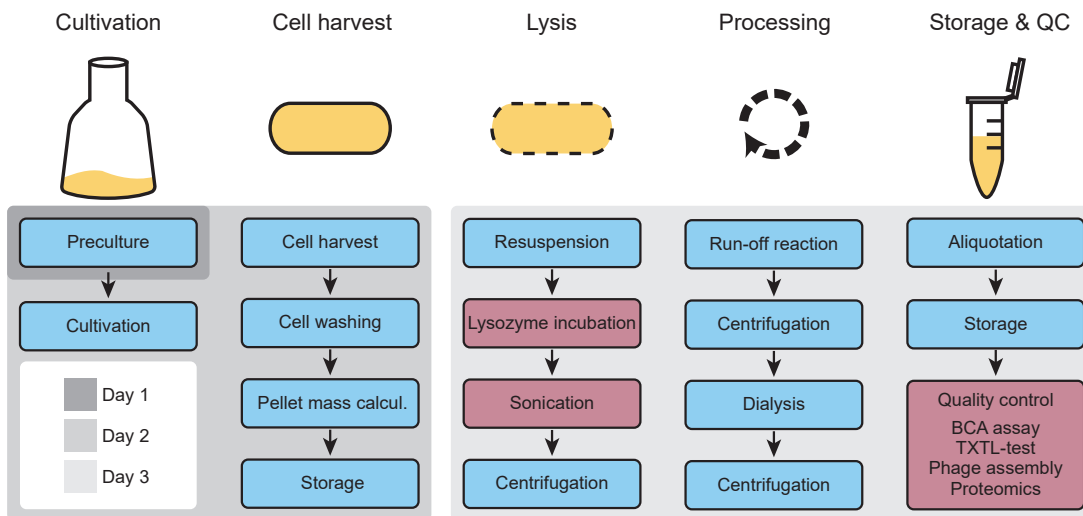 Cultivation
Cell harvest
Lysis
Processing
Storage & QC
Preculture
Cultivation
Day 1
Day 2
Day 3
Cell harvest
Cell washing
Pellet mass calcul.
Storage
Resuspension
Lysozyme incubation
Sonication
Centrifugation
Run-off reaction
Centrifugation
Dialysis
Centrifugation
Aliquotation
Storage
Quality control
BCA assay
TXTL-test
Phage assembly
Proteomics